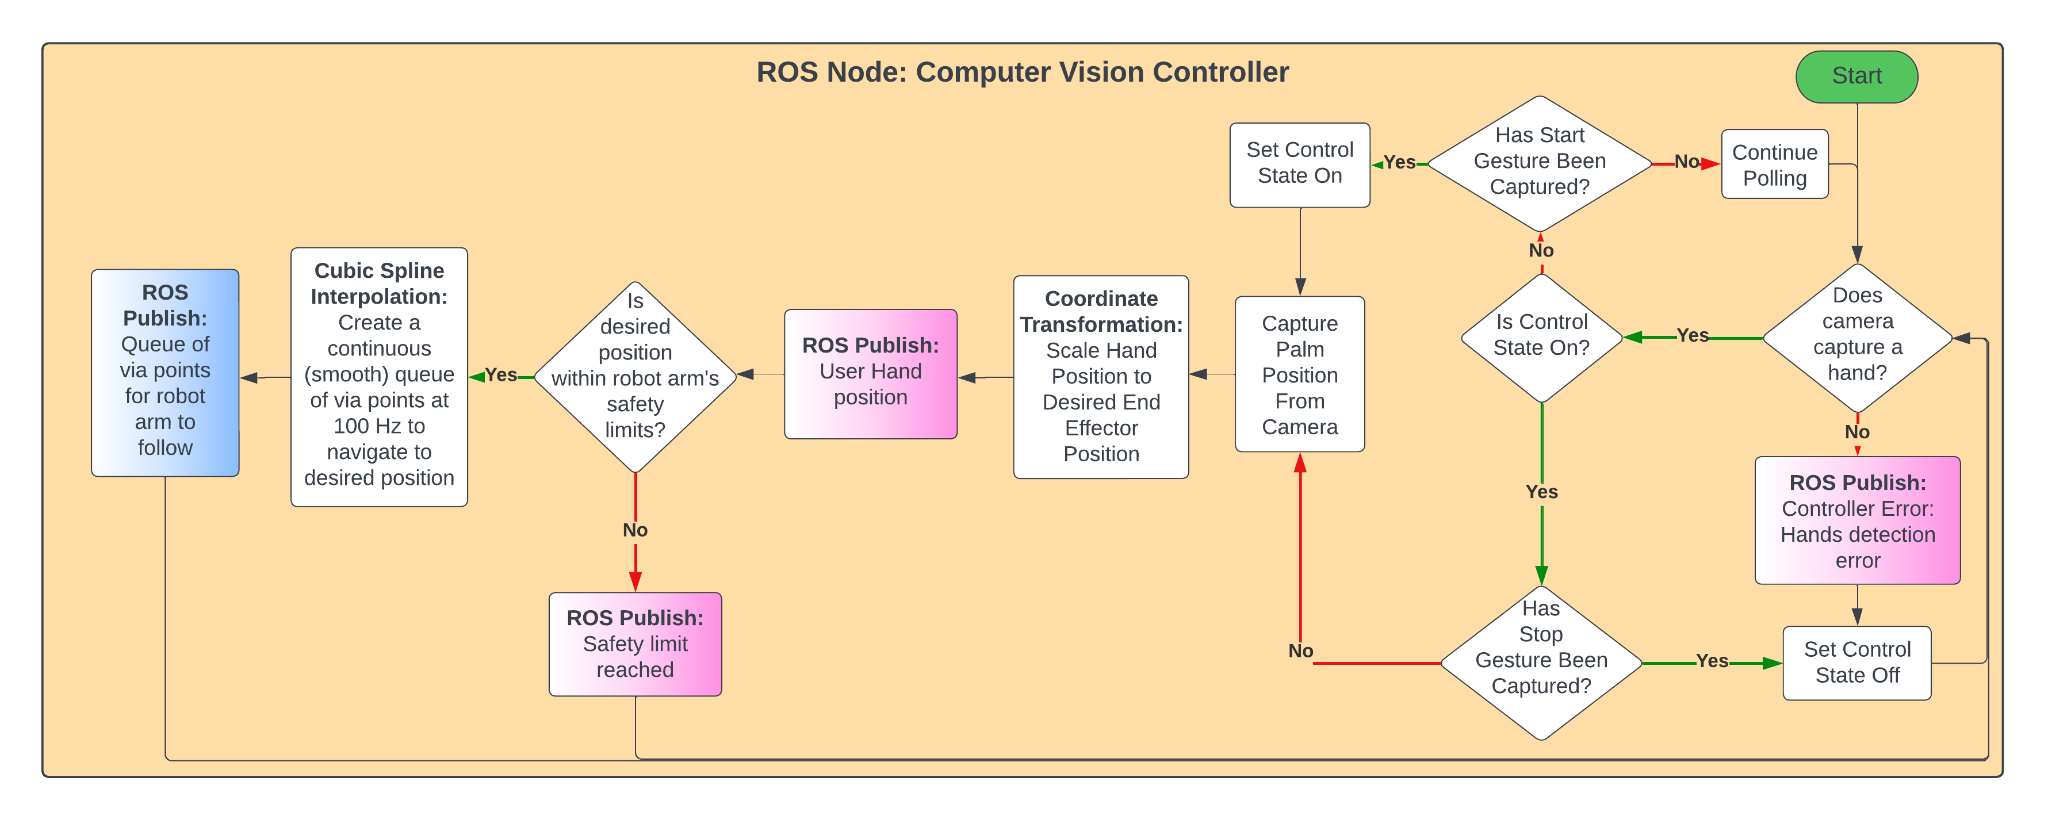 ROS Node: Computer Vision Controller
Start
Has Start
Gesture Been
Captured?
Yes
No
Set Control
State On
Continue
Polling
Does
camera
capture a
hand?
Yes
No
Is Control
State On?
No
Yes
ROS Publish:
Controller Error:
Hands detection
error
Set Control
State Off
Has
Stop
Gesture Been
Captured?
Yes
No
Capture
Palm
Position
From
Camera
Coordinate
Transformation:
Scale Hand
Position to
Desired End
Effector
Position
ROS Publish:
User Hand
position
Is
desired
position
within robot arm's
safety
limits?
Yes
No
Cubic Spline
Interpolation:
Create a
continuous
(smooth) queue
of via points at
100 Hz to
navigate to
desired position
ROS
Publish:
Queue of
via points
for robot
arm to
follow
ROS Publish:
Safety limit
reached